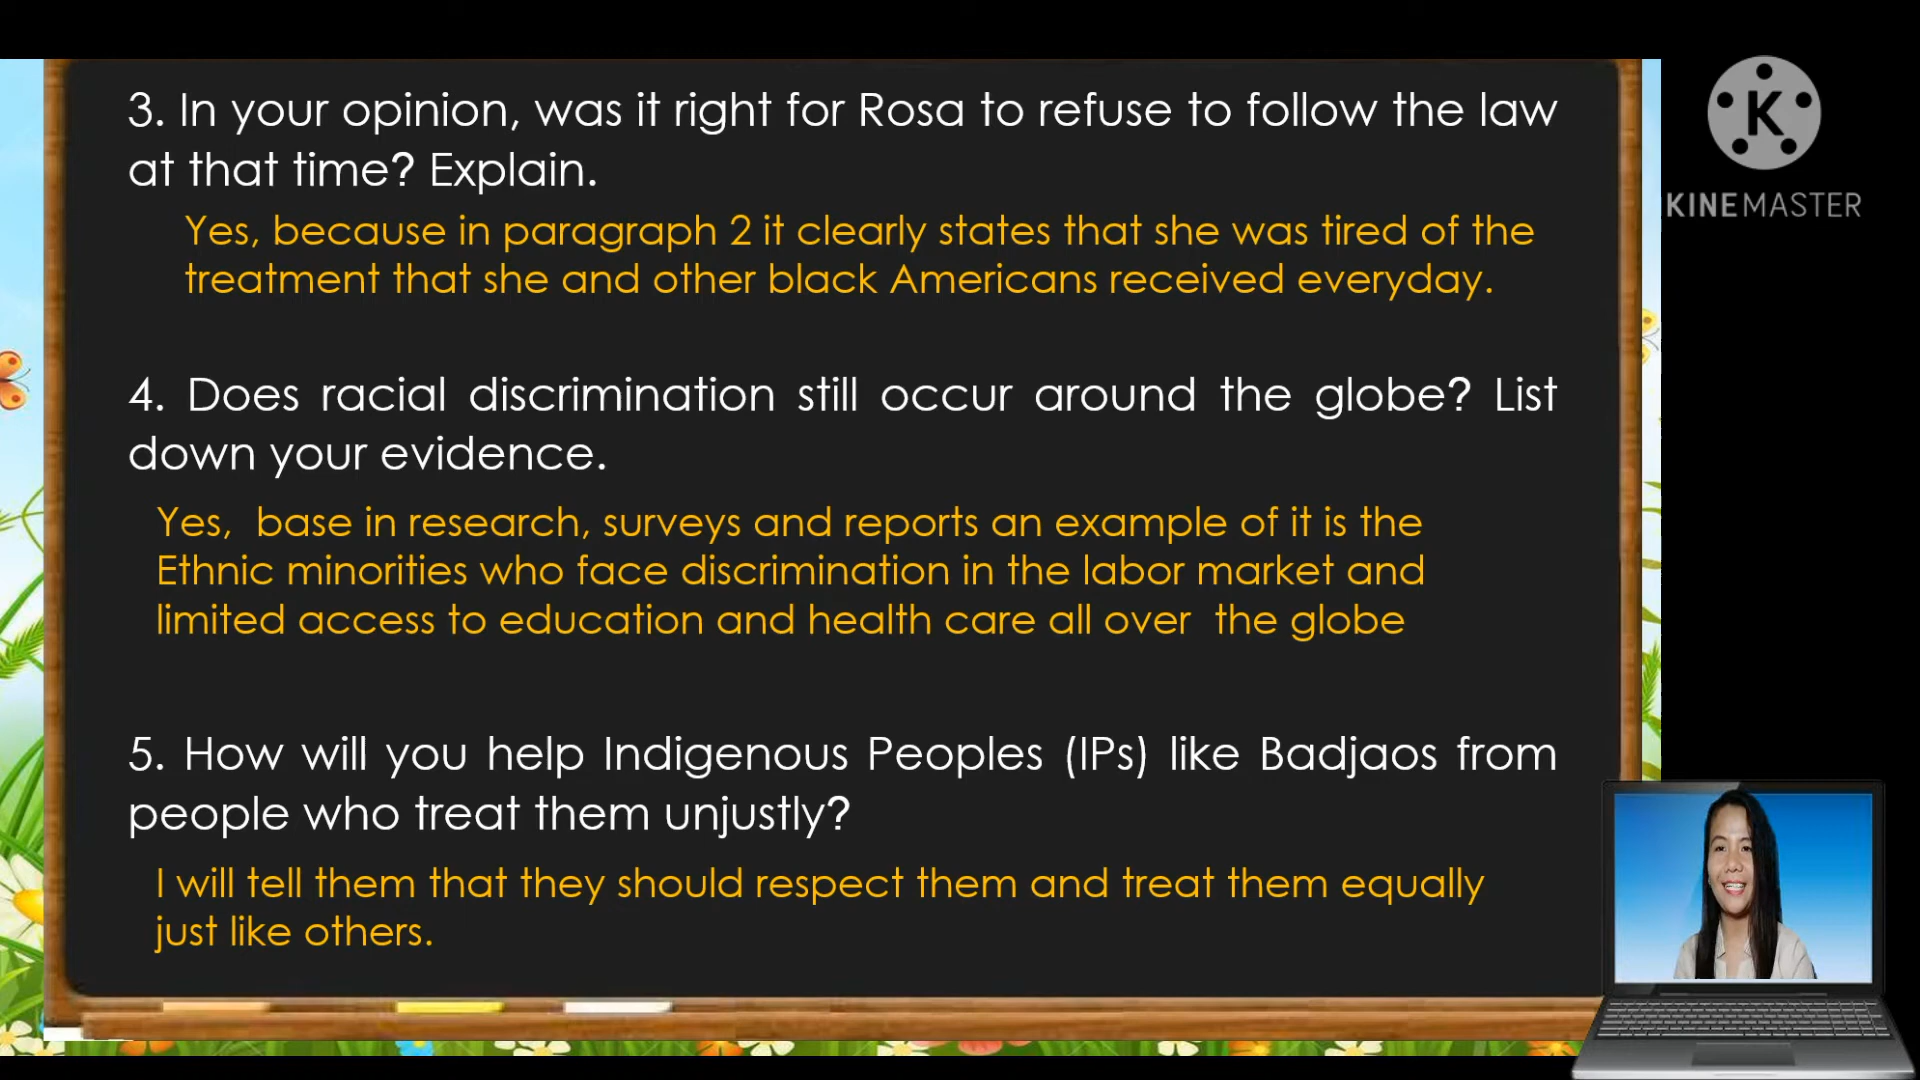 3. In your opinion, was it right for Rosa to refuse to follow the law
at that time? Explain.
Yes, because in paragraph 2 it clearly states that she was tired of the
treatment that she and other black Americans received everyday.
4. Does racial discrimination still occur around the globe? List
down your evidence.
Yes,  base in research, surveys and reports an example of it is the
Ethnic minorities who face discrimination in the labor market and
limited access to education and health care all over  the globe
5. How will you help Indigenous Peoples (IPs) like Badjaos from
people who treat them unjustly?
I will tell them that they should respect them and treat them equally
just like others.
K
KINEMASTER